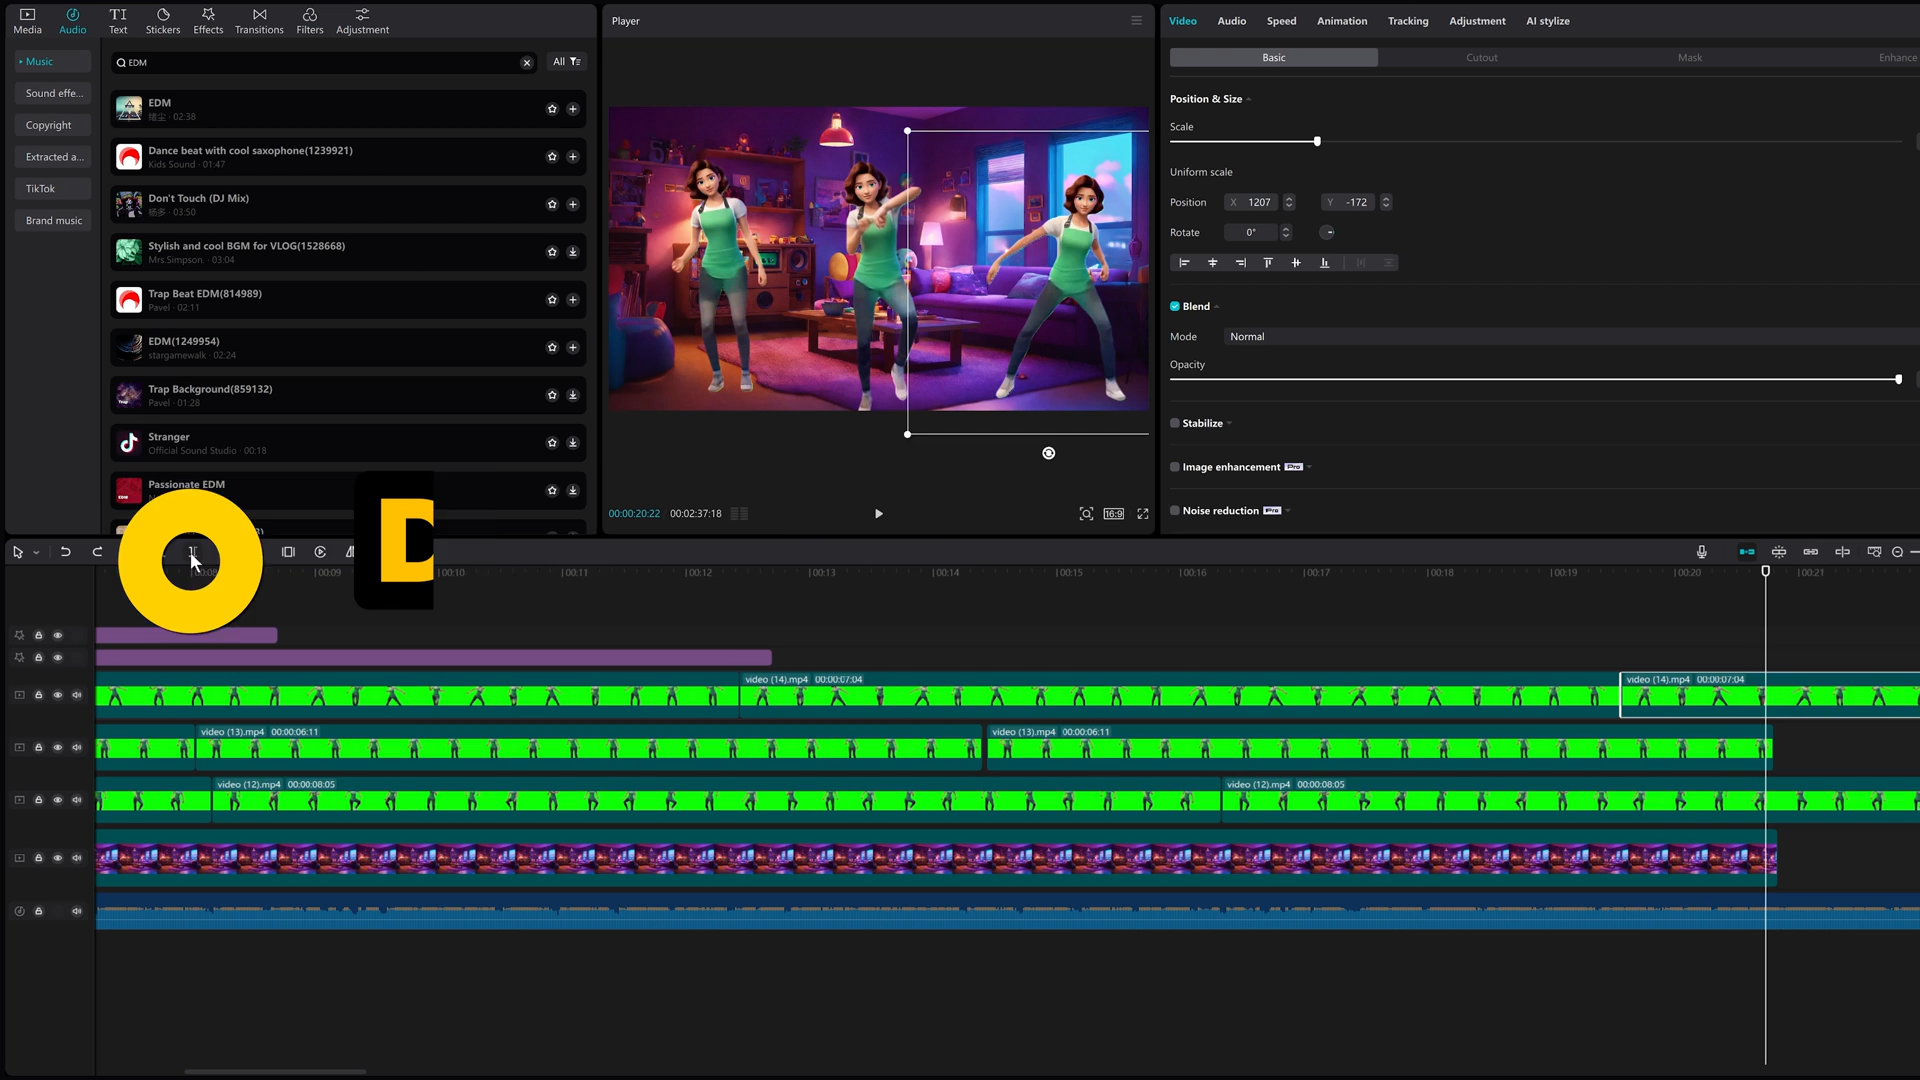 Media Audio Text Stickers Effects Transitions Filters Adjustment
Music
Sound effe...
Copyright
Extracted a...
TikTok
Brand music
EDM
All
EDM
猪尘 · 02:38
Dance beat with cool saxophone(1239921)
Kids Sound · 01:47
Don't Touch (DJ Mix)
杨多 · 03:50
Stylish and cool BGM for VLOG(1528668)
Mrs.Simpson. · 03:04
Trap Beat EDM(814989)
Pavel · 02:11
EDM(1249954)
stargamewalk · 02:24
Trap Background(859132)
Pavel · 01:28
Stranger
Official Sound Studio · 00:18
Passionate EDM
D
Player
00:00:20:22 00:02:37:18
16:9
Video Audio Speed Animation Tracking Adjustment AI stylize
Basic Cutout Mask Enhance
Position & Size
Scale
Uniform scale
Position X 1207 Y -172
Rotate 0°
Blend
Mode Normal
Opacity
Stabilize
Image enhancement Pro
Noise reduction Pro
00:08 00:09 00:10 00:11 00:12 00:13 00:14 00:15 00:16 00:17 00:18 00:19 00:20 00:21
video (14).mp4 00:00:07:04
video (14).mp4 00:00:07:04
video (13).mp4 00:00:06:11
video (13).mp4 00:00:06:11
video (12).mp4 00:00:08:05
video (12).mp4 00:00:08:05